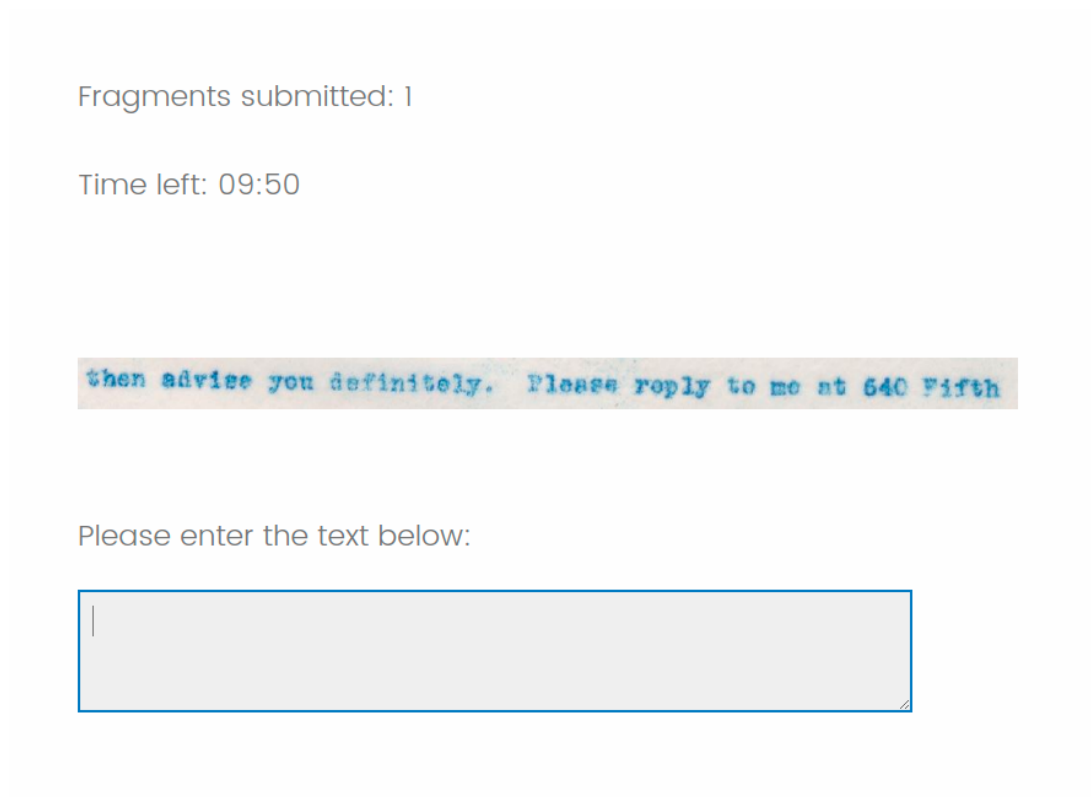 Fragments submitted: 1
Time left: 09:50
then advise you definitely.  Please reply to me at 640 Fifth
Please enter the text below: